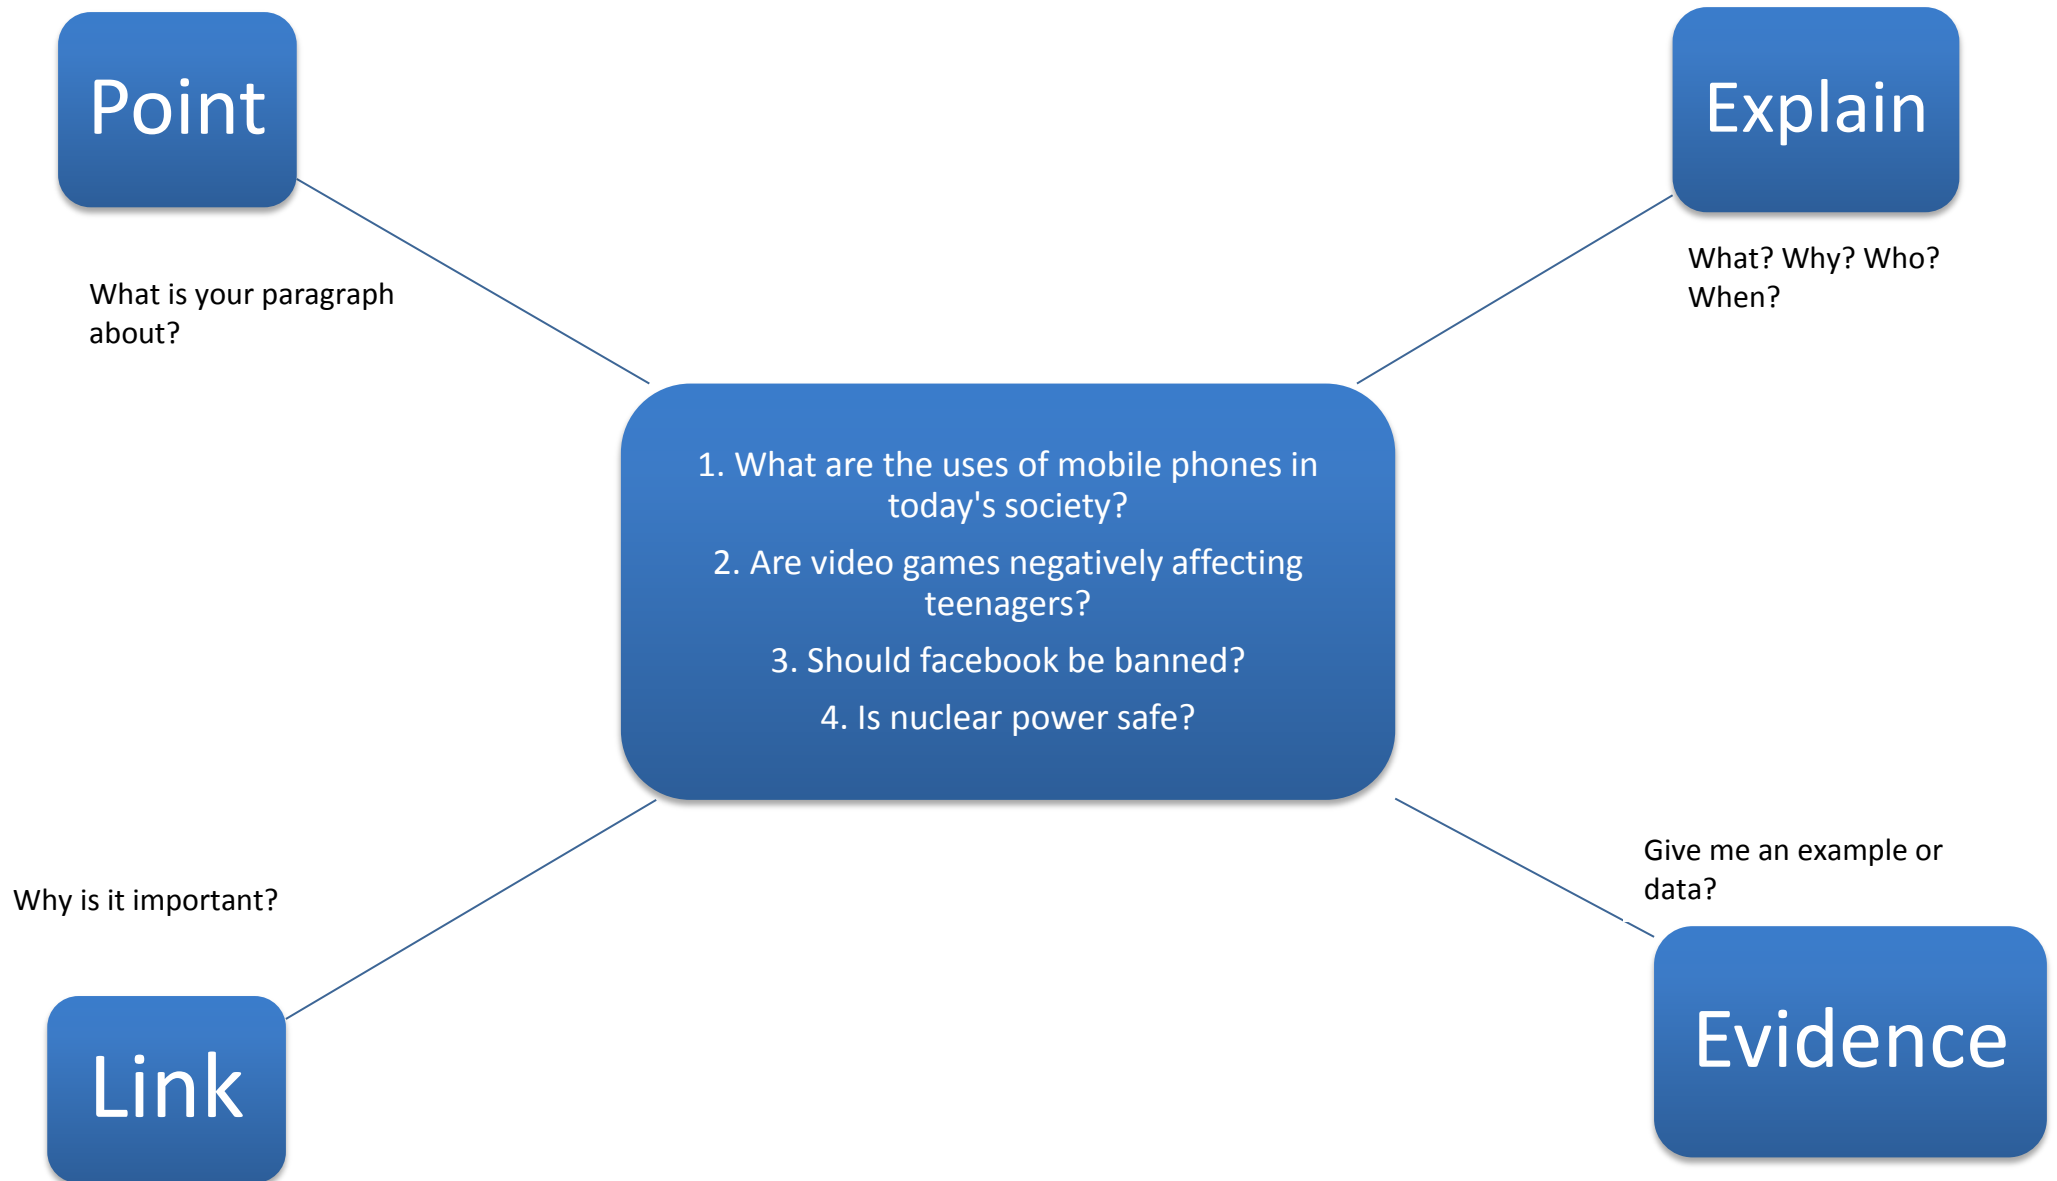 Point
Explain
What is your paragraph
about?
What? Why? Who?
When?
1. What are the uses of mobile phones in
today's society?
2. Are video games negatively affecting
teenagers?
3. Should facebook be banned?
4. Is nuclear power safe?
Why is it important?
Link
Give me an example or
data?
Evidence